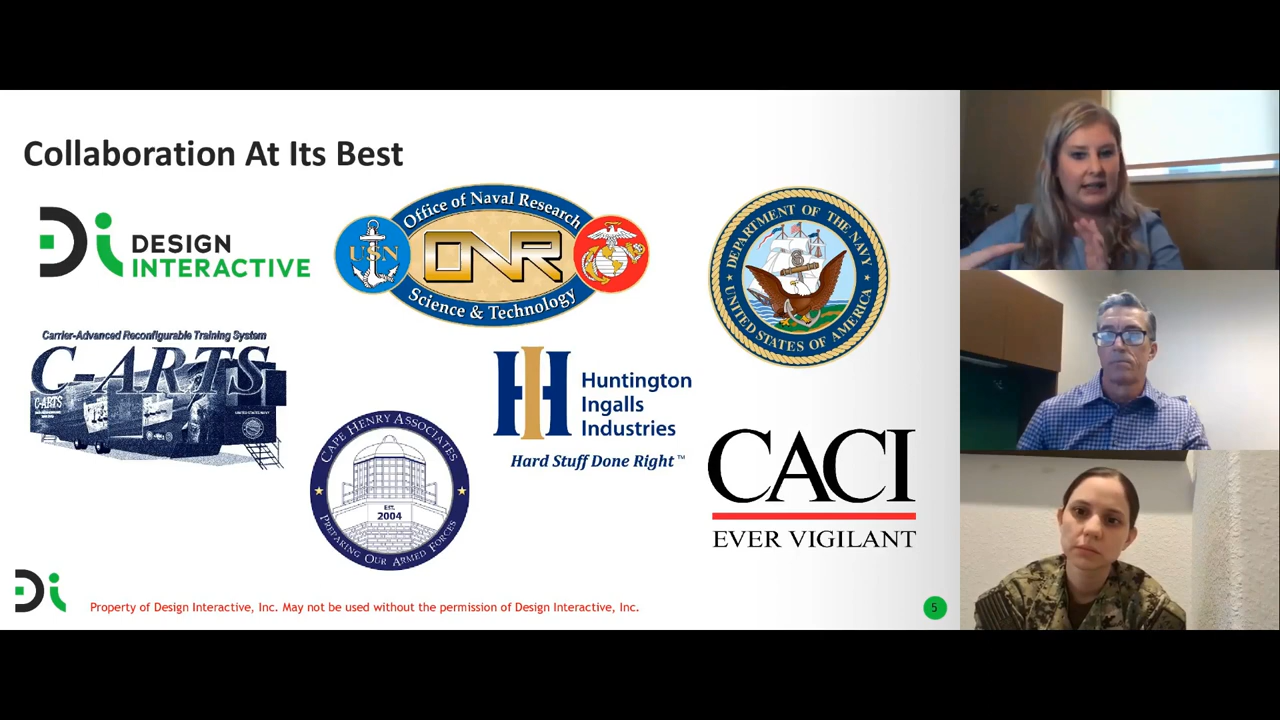 Collaboration At Its Best
DESIGN
INTERACTIVE
Office of Naval Research
USN
ONR
Science & Technology
DEPARTMENT OF THE NAVY
UNITED STATES OF AMERICA
Carrier-Advanced Reconfigurable Training System
C-ARTS
C-ARTS
Huntington
Ingalls
Industries
Hard Stuff Done Right™
CAPE HENRY ASSOCIATES
EST.
2004
PREPARING OUR ARMED FORCES
CACI
EVER VIGILANT
Di
Property of Design Interactive, Inc. May not be used without the permission of Design Interactive, Inc.
5